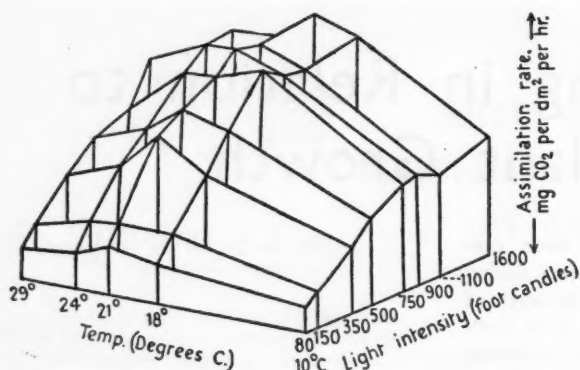 Assimilation rate.
mg CO₂ per dm² per hr.
29°
24°
21°
18°
Temp. (Degrees C.)
80
150
350
500
750
900
1100
1600
10°C
Light intensity (foot candles)